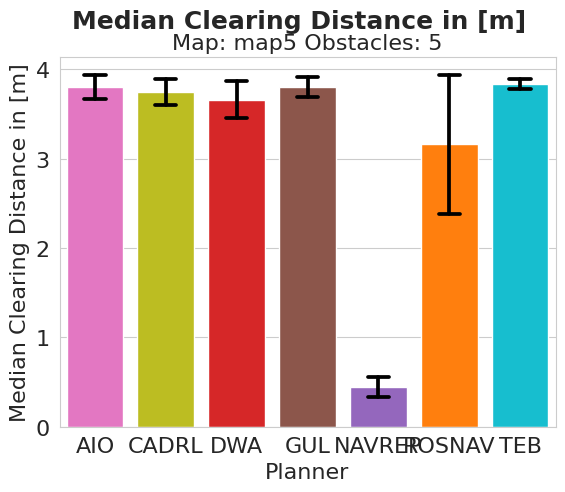 Median Clearing Distance in [m]
Map: map5 Obstacles: 5
Median Clearing Distance in [m]
4
3
2
1
0
AIO CADRL DWA GUL NAVREP ROSNAV TEB
Planner